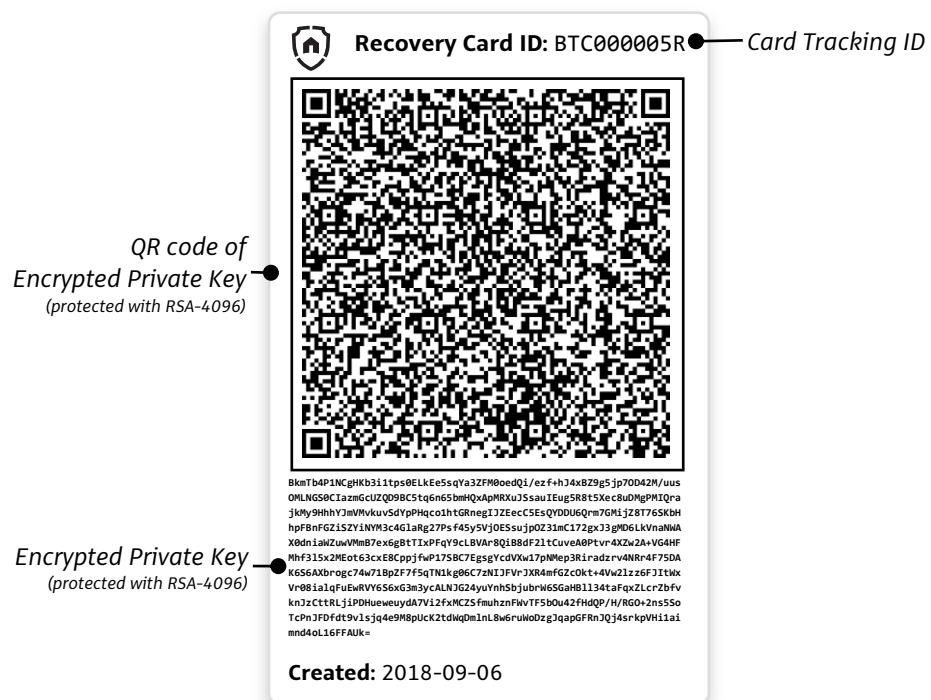 Recovery Card ID: BTC000005R
Card Tracking ID
QR code of
Encrypted Private Key
(protected with RSA-4096)
BkmTb4P1NCgHKb3i1tps0ELkEe5sqYa3ZFM0oedQi/ezf+hJ4xBZ9g5jp7OD42M/uus
OMLNGS0CIazmGcUZQD9BC5tq6n65bmHQxApMRXuJSsauIEug5R8t5Xec8uDMgPMIQra
jkMy9HhhYJmVMvkuvSdYpPHqco1htGRnegIJZEecC5EsQYDDU6Qrm7GMijZ8T76SKbH
hpFBnFGZiSZYiNYM3c4GlaRg27Psf45y5VjOESsujpOZ31mC172gxJ3gMD6LkVnaNWA
X0dniaWZuwVMmB7ex6gBtTIxPFqY9cLBVAr8QiB8dF2ltCuveA0Ptvr4XZw2A+VG4HF
Mhf3l5x2MEot63cxE8CppjfwP17SBC7EgsgYcdVXw17pNMep3Riradzrv4NRr4F75DA
K6S6AXbrogc74w71BpZF7f5qTN1kg06C7zNIJFVrJXR4mfGZcOkt+4Vw2lzz6FJItWx
Vr08ialqFuEwRVY6S6xG3m3ycALNJG24yuYnhSbjubrW6SGaHBll34taFqxZLcrZbfv
knJzCttRLjiPDHueweuydA7Vi2fxMCZSfmuhznFWvTF5bOu42fHdQP/H/RGO+2ns5So
TcPnJFDfdt9vlsjq4e9M8pUcK2tdWqDmlnL8w6ruWoDzgJqapGFRnJQj4srkpVHi1ai
mnd4oL16FFAUk=
Encrypted Private Key
(protected with RSA-4096)
Created: 2018-09-06